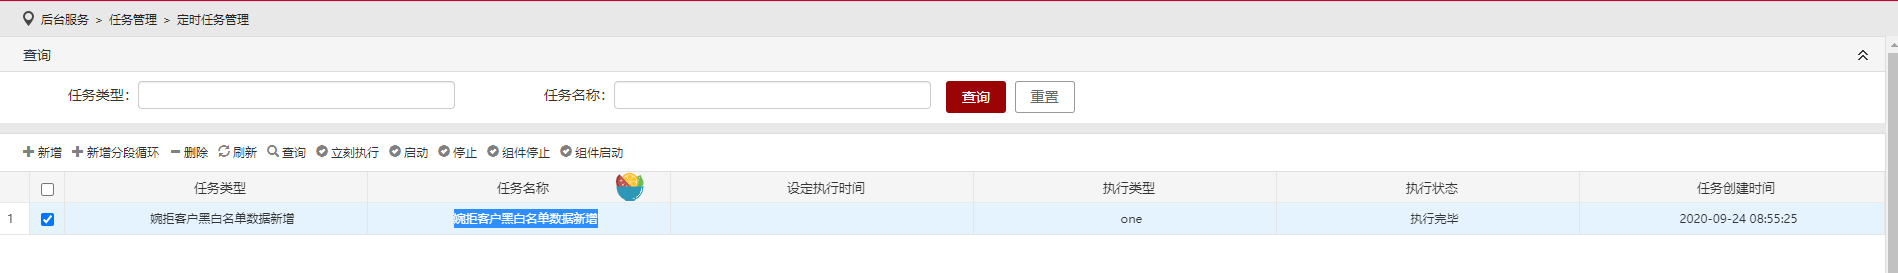 后台服务 > 任务管理 > 定时任务管理
查询
任务类型: 任务名称: 查询 重置
新增 新增分段循环 删除 刷新 查询 立刻执行 启动 停止 组件停止 组件启动
任务类型 任务名称 设定执行时间 执行类型 执行状态 任务创建时间
1 婉拒客户黑白名单数据新增 婉拒客户黑白名单数据新增 one 执行完毕 2020-09-24 08:55:25